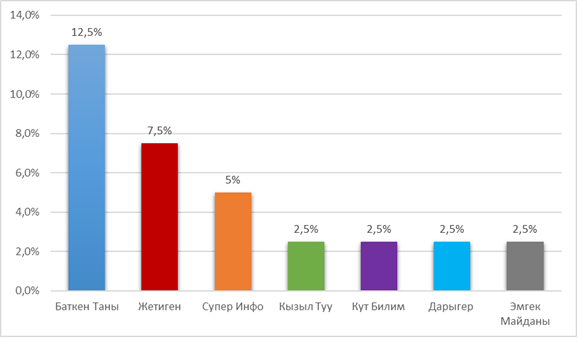 14,0%
12,0%
10,0%
8,0%
6,0%
4,0%
2,0%
0,0%
12,5%
7,5%
5%
2,5%
2,5%
2,5%
2,5%
Баткен Таны
Жетиген
Супер Инфо
Кызыл Туу
Кут Билим
Дарыгер
Эмгек
Майданы